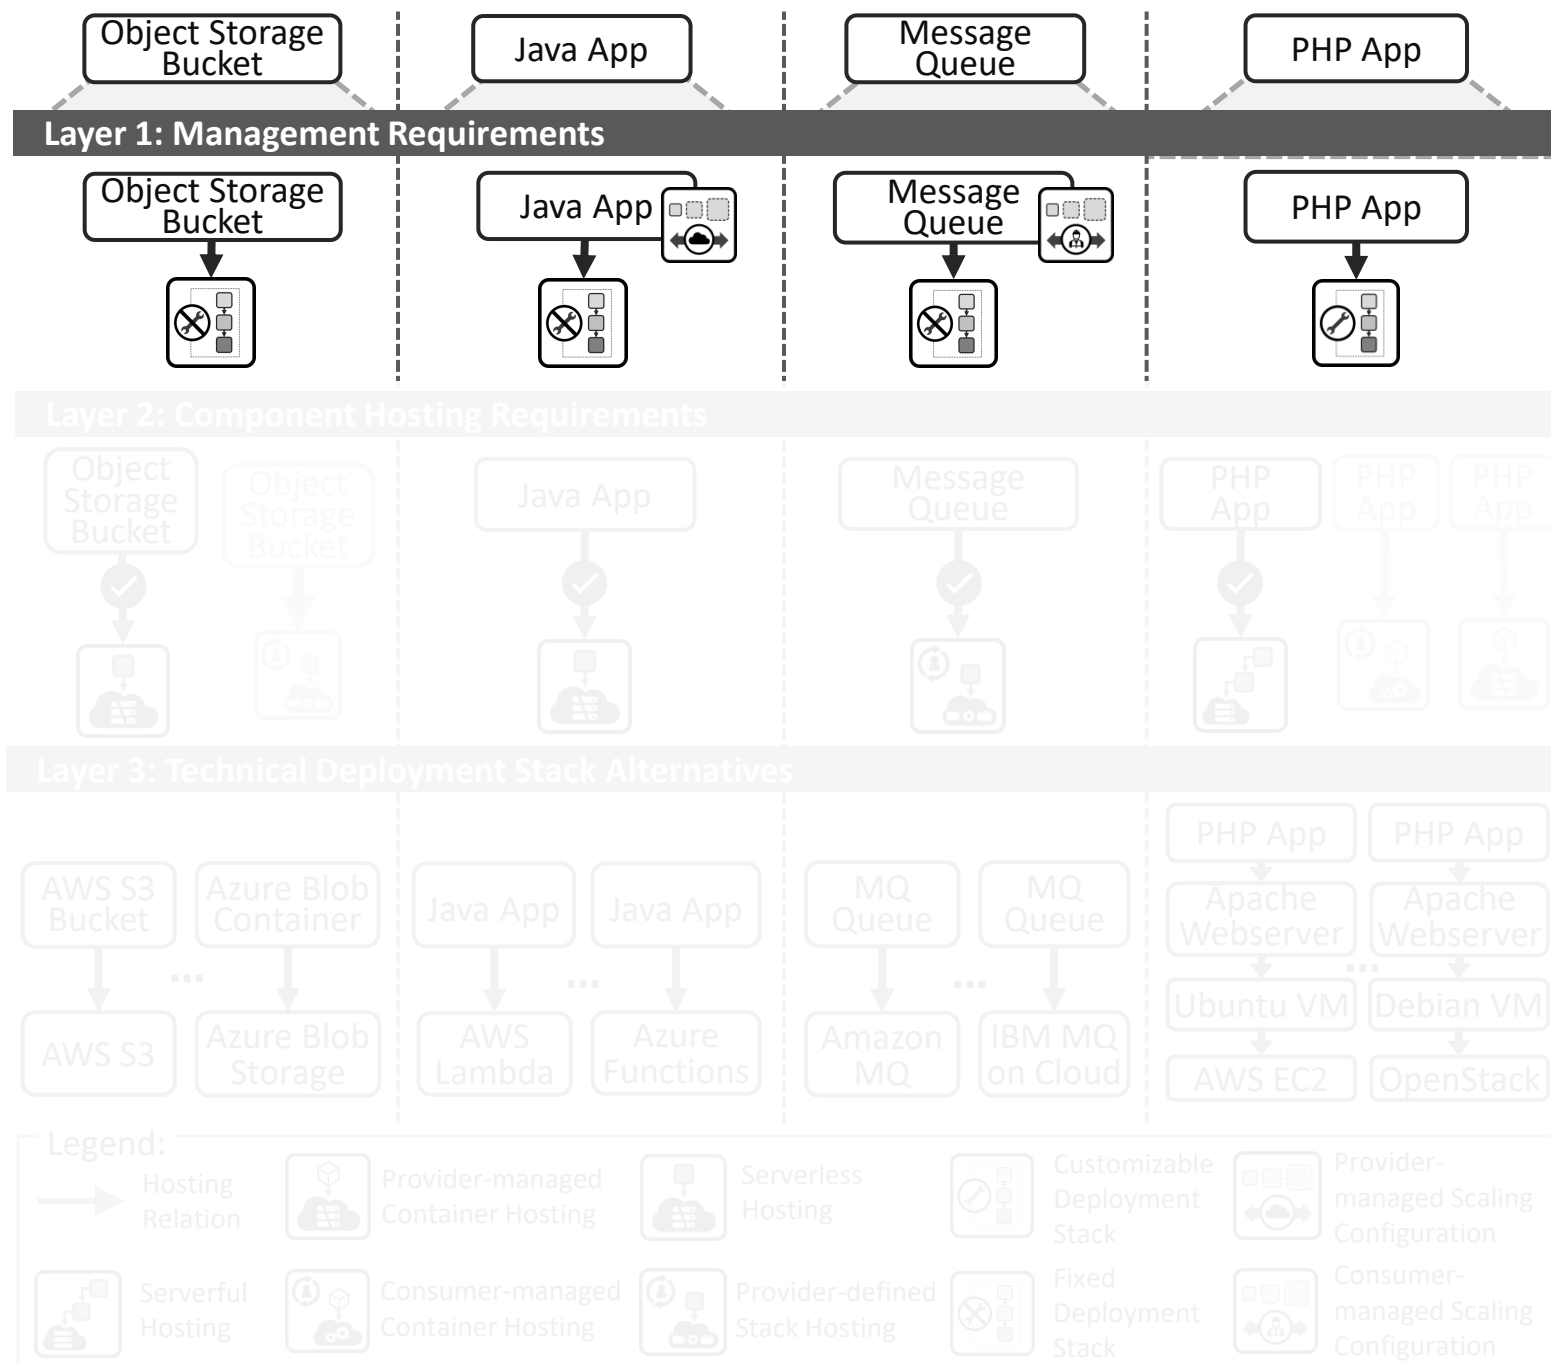 Object Storage
Bucket
Java App
Message
Queue
PHP App
Layer 1: Management Requirements
Object Storage
Bucket
Java App
Message
Queue
PHP App
Layer 2: Component Hosting Requirements
Object
Storage
Bucket
Object
Storage
Bucket
Java App
Message
Queue
PHP
App
PHP
App
PHP
App
Layer 3: Technical Deployment Stack Alternatives
AWS S3
Bucket
Azure Blob
Container
...
AWS S3
Azure Blob
Storage
Java App
Java App
...
AWS
Lambda
Azure
Functions
MQ
Queue
MQ
Queue
...
Amazon
MQ
IBM MQ
on Cloud
PHP App
PHP App
Apache
Webserver
Apache
Webserver
...
Ubuntu VM
Debian VM
AWS EC2
OpenStack
Legend:
Hosting
Relation
Provider-managed
Container Hosting
Serverless
Hosting
Customizable
Deployment
Stack
Provider-
managed Scaling
Configuration
Serverful
Hosting
Consumer-managed
Container Hosting
Provider-defined
Stack Hosting
Fixed
Deployment
Stack
Consumer-
managed Scaling
Configuration